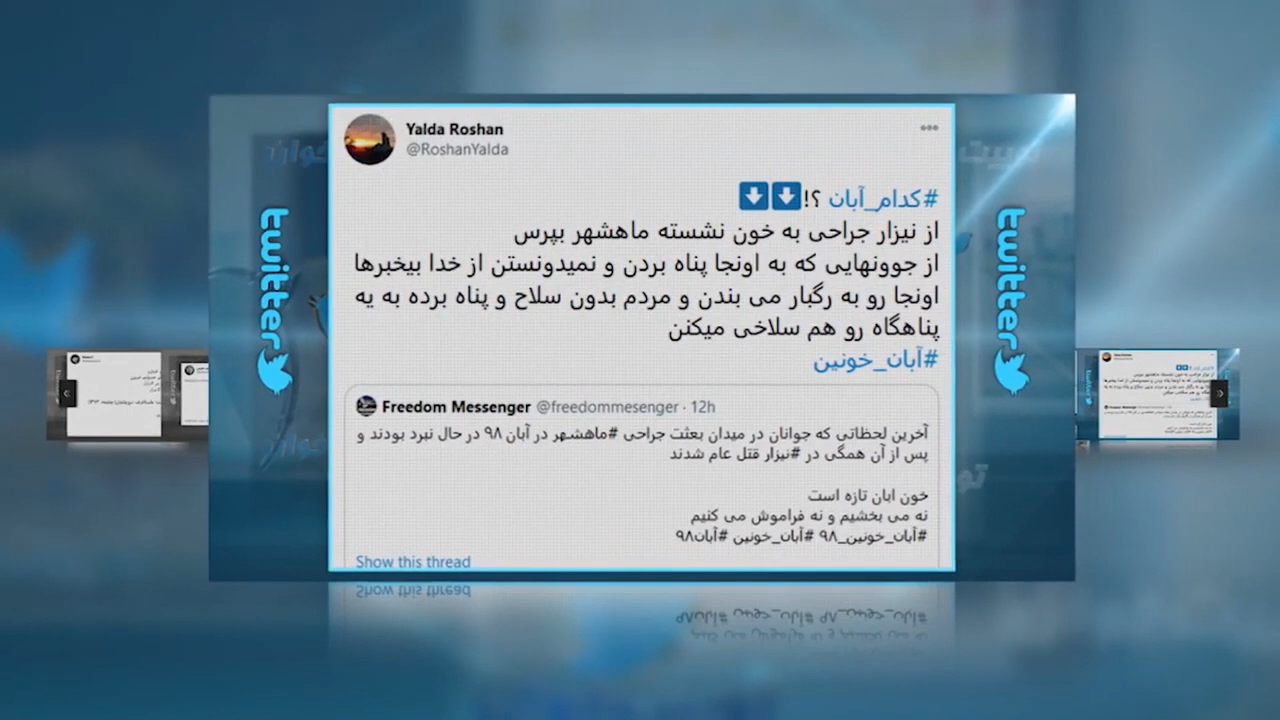 Yalda Roshan
@RoshanYalda
#کدام_آبان ؟!⬇⬇
از نیزار جراحی به خون نشسته ماهشهر بپرس
از جوونهایی که به اونجا پناه بردن و نمیدونستن از خدا بیخبرها
اونجا رو به رگبار می بندن و مردم بدون سلاح و پناه برده به یه
پناهگاه رو هم سلاخی میکنن
#آبان_خونین
Freedom Messenger @freedommesenger · 12h
آخرین لحظاتی که جوانان در میدان بعثت جراحی #ماهشهر در آبان ۹۸ در حال نبرد بودند و
پس از آن همگی در #نیزار قتل عام شدند
خون ابان تازه است
نه می بخشیم و نه فراموش می کنیم
#آبان_خونین_۹۸ #آبان_خونین #آبان۹۸
Show this thread
twitter
twitter